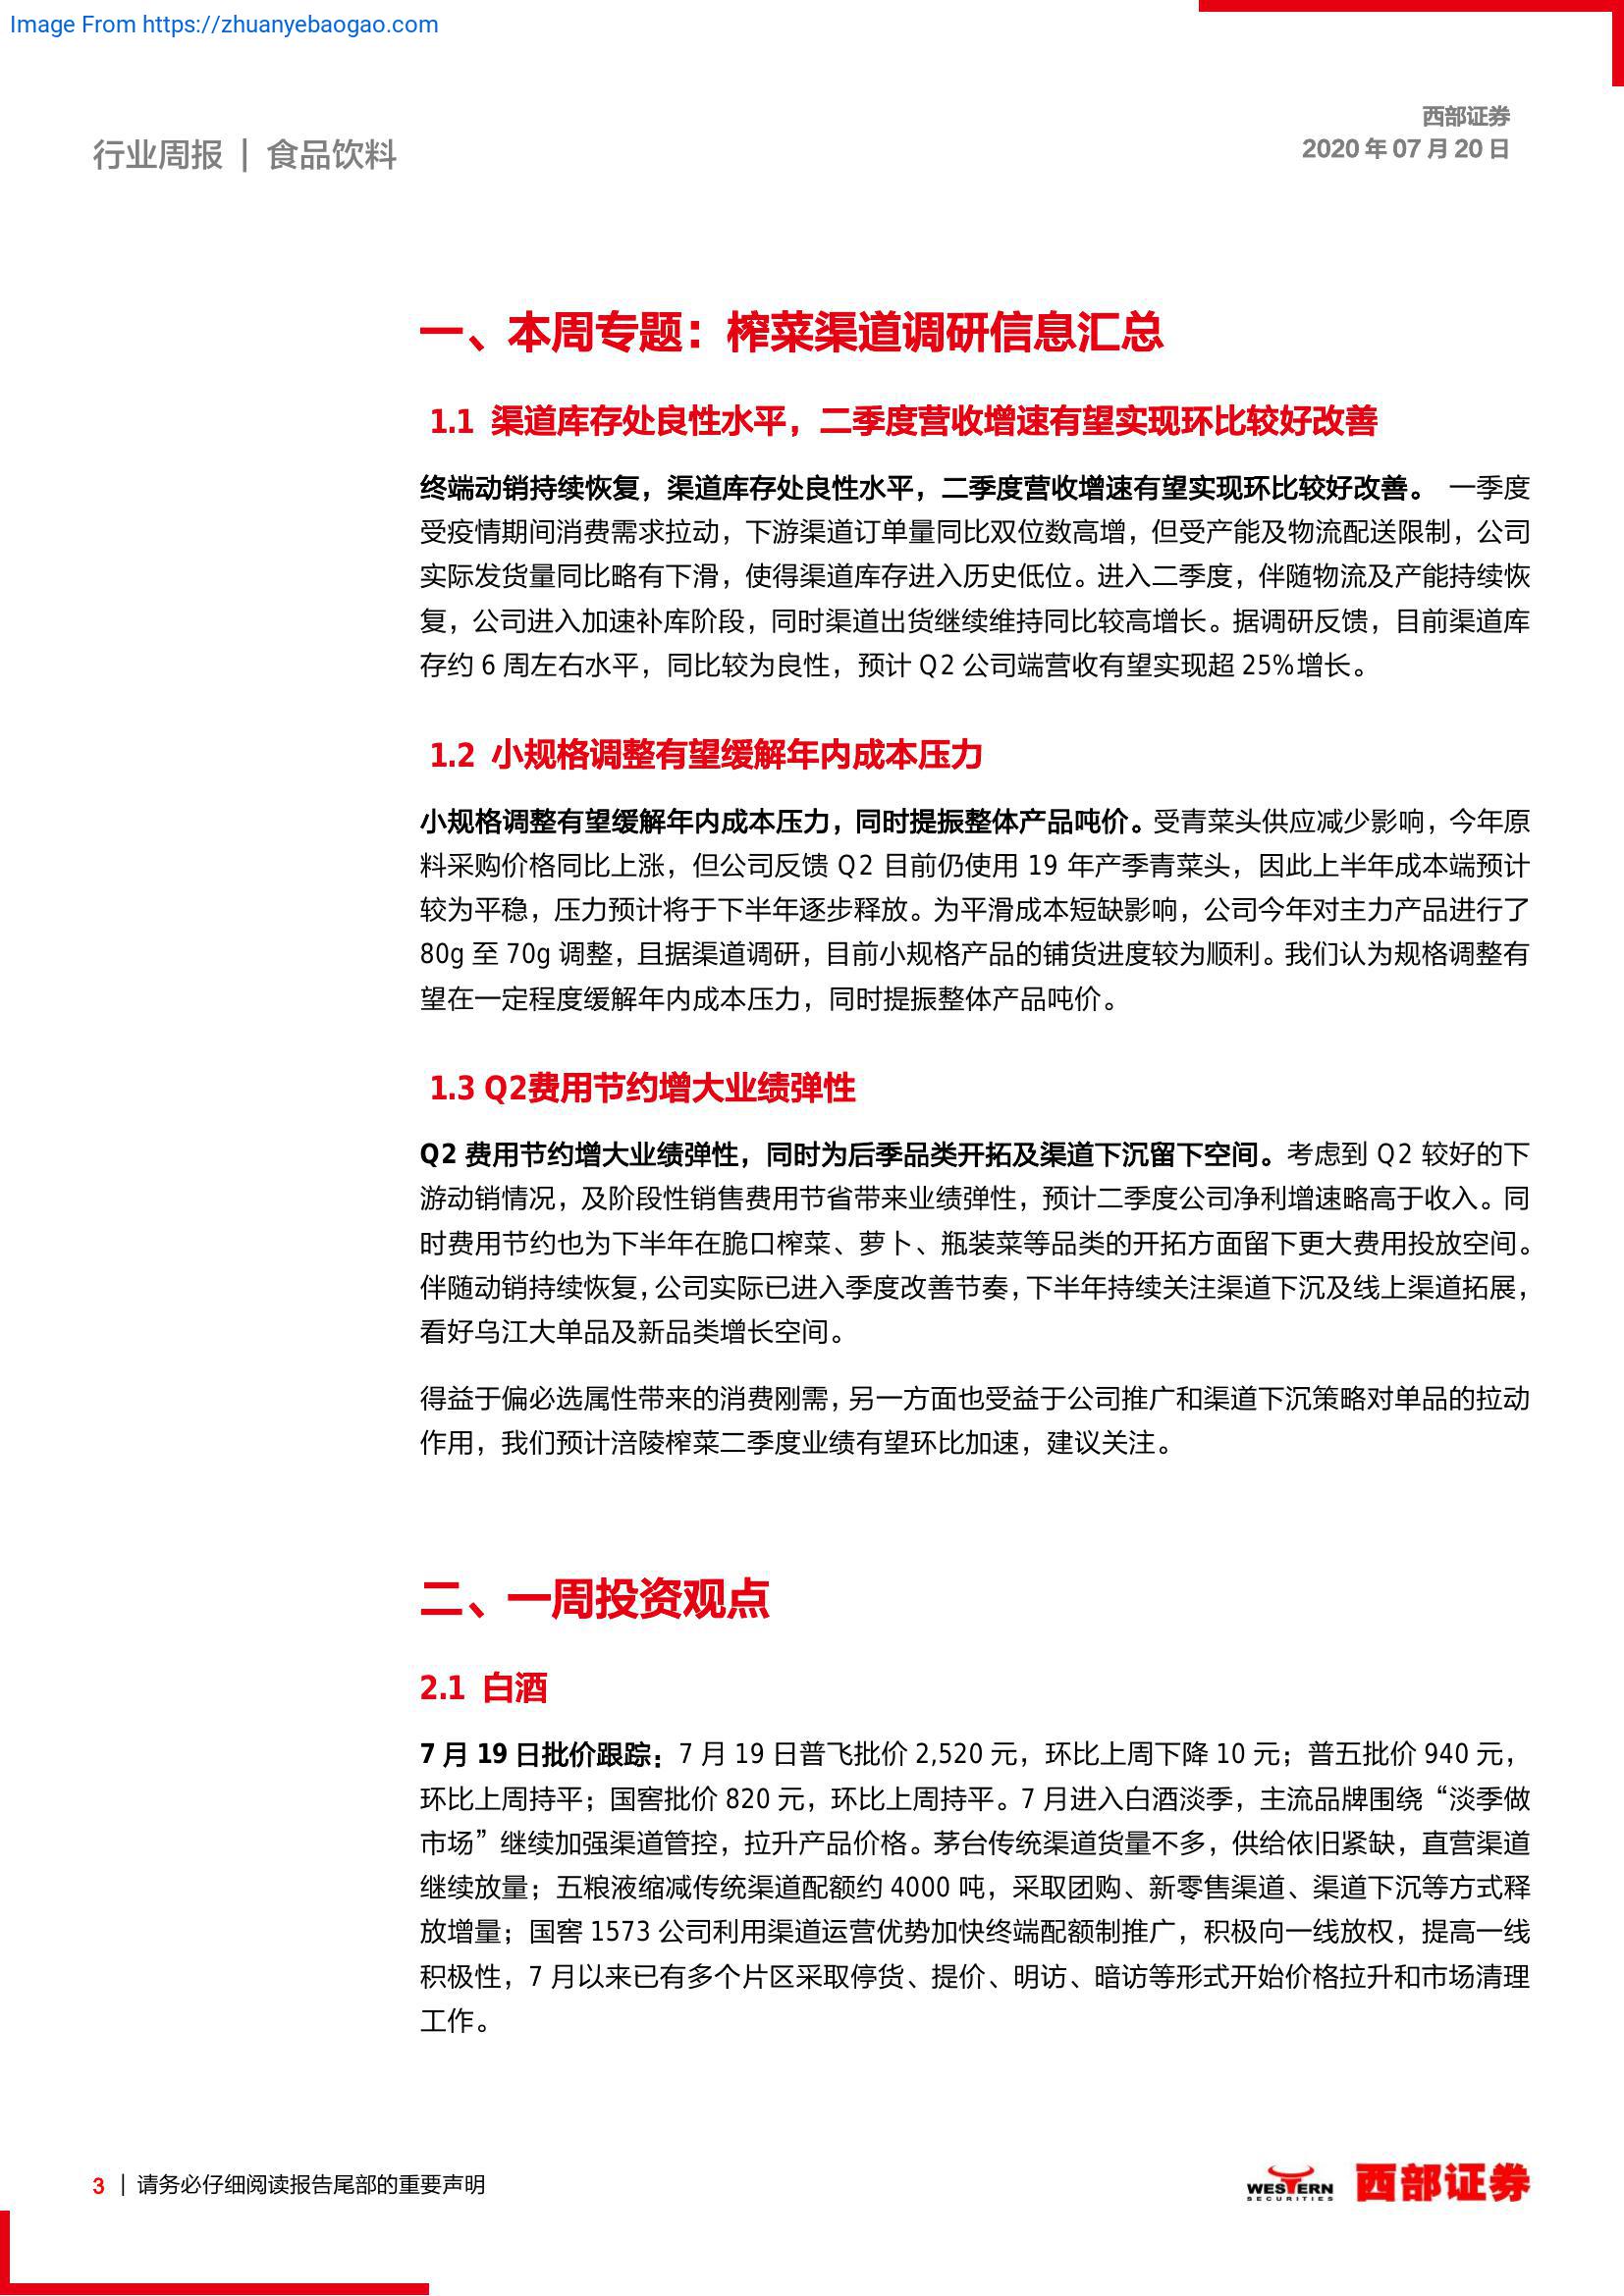 Image From https://zhuanyebaogao.com
西部证券
行业周报 | 食品饮料
2020 年 07 月 20 日
一、本周专题：榨菜渠道调研信息汇总
1.1 渠道库存处良性水平，二季度营收增速有望实现环比较好改善
终端动销持续恢复，渠道库存处良性水平，二季度营收增速有望实现环比较好改善。 一季度
受疫情期间消费需求拉动，下游渠道订单量同比双位数高增，但受产能及物流配送限制，公司
实际发货量同比略有下滑，使得渠道库存进入历史低位。进入二季度，伴随物流及产能持续恢
复，公司进入加速补库阶段，同时渠道出货继续维持同比较高增长。据调研反馈，目前渠道库
存约 6 周左右水平，同比较为良性，预计 Q2 公司端营收有望实现超 25%增长。
1.2 小规格调整有望缓解年内成本压力
小规格调整有望缓解年内成本压力，同时提振整体产品吨价。受青菜头供应减少影响，今年原
料采购价格同比上涨，但公司反馈 Q2 目前仍使用 19 年产季青菜头，因此上半年成本端预计
较为平稳，压力预计将于下半年逐步释放。为平滑成本短缺影响，公司今年对主力产品进行了
80g 至 70g 调整，且据渠道调研，目前小规格产品的铺货进度较为顺利。我们认为规格调整有
望在一定程度缓解年内成本压力，同时提振整体产品吨价。
1.3 Q2费用节约增大业绩弹性
Q2 费用节约增大业绩弹性，同时为后季品类开拓及渠道下沉留下空间。考虑到 Q2 较好的下
游动销情况，及阶段性销售费用节省带来业绩弹性，预计二季度公司净利增速略高于收入。同
时费用节约也为下半年在脆口榨菜、萝卜、瓶装菜等品类的开拓方面留下更大费用投放空间。
伴随动销持续恢复，公司实际已进入季度改善节奏，下半年持续关注渠道下沉及线上渠道拓展，
看好乌江大单品及新品类增长空间。
得益于偏必选属性带来的消费刚需，另一方面也受益于公司推广和渠道下沉策略对单品的拉动
作用，我们预计涪陵榨菜二季度业绩有望环比加速，建议关注。
二、一周投资观点
2.1 白酒
7 月 19 日批价跟踪：7 月 19 日普飞批价 2,520 元，环比上周下降 10 元；普五批价 940 元，
环比上周持平；国窖批价 820 元，环比上周持平。7 月进入白酒淡季，主流品牌围绕“淡季做
市场”继续加强渠道管控，拉升产品价格。茅台传统渠道货量不多，供给依旧紧缺，直营渠道
继续放量；五粮液缩减传统渠道配额约 4000 吨，采取团购、新零售渠道、渠道下沉等方式释
放增量；国窖 1573 公司利用渠道运营优势加快终端配额制推广，积极向一线放权，提高一线
积极性，7 月以来已有多个片区采取停货、提价、明访、暗访等形式开始价格拉升和市场清理
工作。
3 | 请务必仔细阅读报告尾部的重要声明
WESTERN
SECURITIES
西部证券